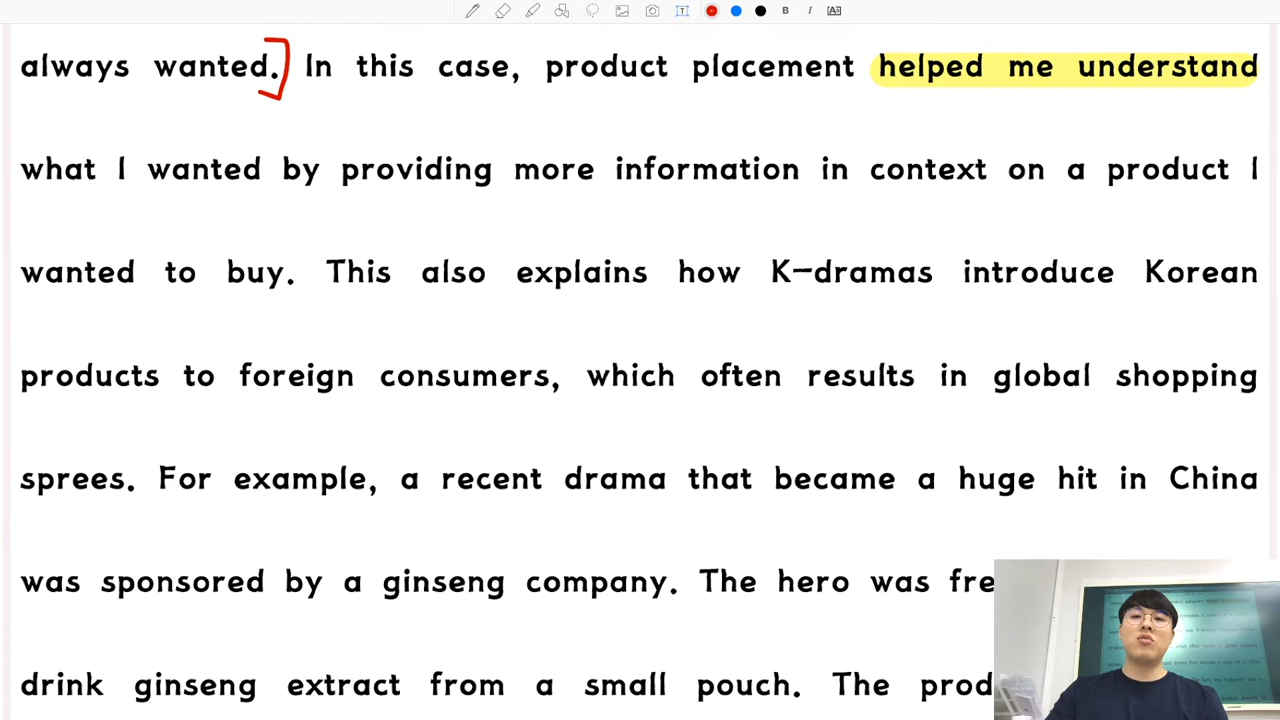 always wanted. In this case, product placement helped me understand
what I wanted by providing more information in context on a product I
wanted to buy. This also explains how K-dramas introduce Korean
products to foreign consumers, which often results in global shopping
sprees. For example, a recent drama that became a huge hit in China
was sponsored by a ginseng company. The hero was
drink ginseng extract from a small pouch. The